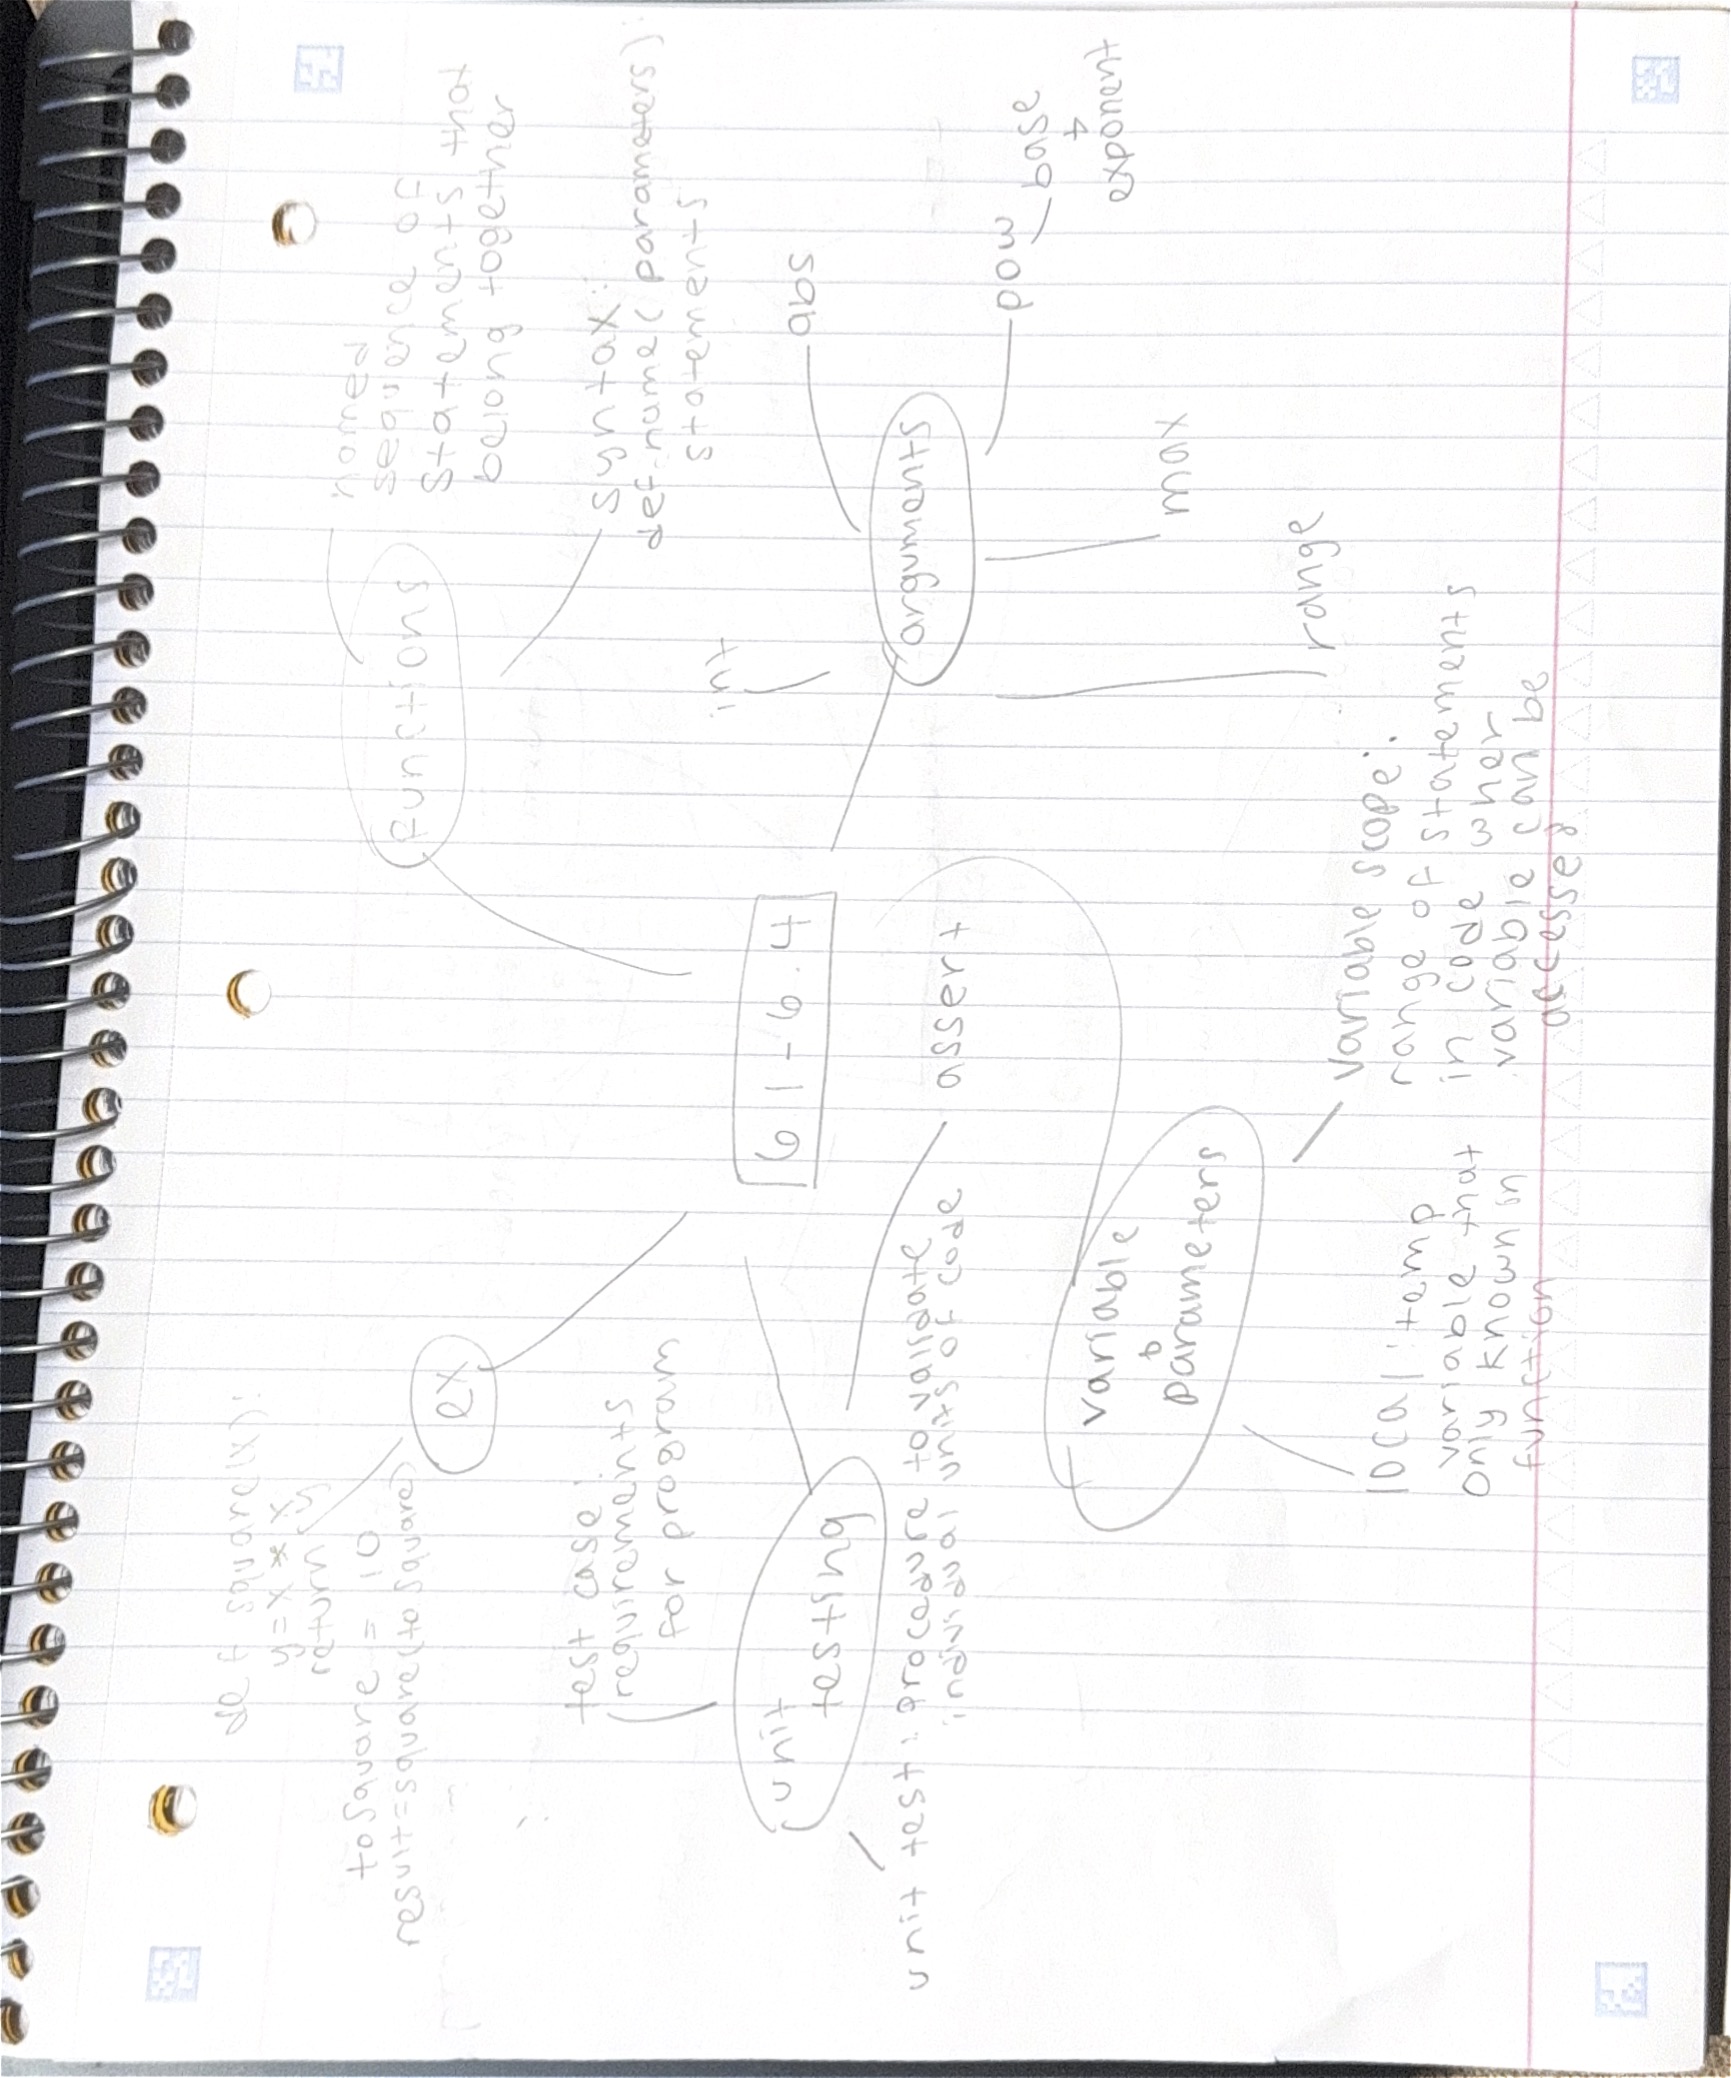 def square(x):
y = x * x
return y
toSquare = 10
result = square(toSquare)
ex
functions
named
sequence of
statements that
belong together
syntax:
def name( parameters):
statements
test case:
requirements
for program
unit
testing
unit test: procedure to validate
individual units of code
assert
6.1 - 6.4
int
arguments
abs
pow
base
&
exponent
max
range
variable
&
parameters
variable scope:
range of statements
in code wher
variable can be
accessed
local: temp
variable that
only known in
function